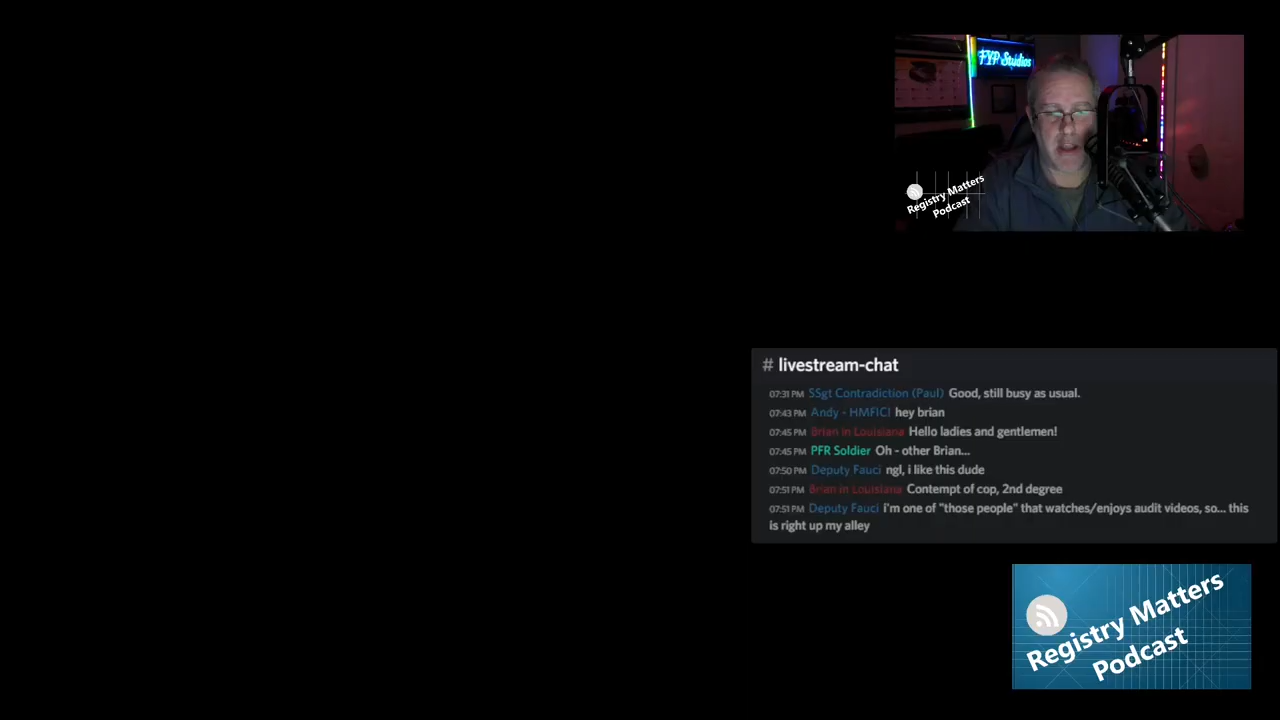 FYP Studios
Registry Matters
Podcast
# livestream-chat
07:31 PM SSgt Contradiction (Paul) Good, still busy as usual.
07:43 PM Andy - HMFIC! hey brian
07:45 PM Brian in Louisiana Hello ladies and gentlemen!
07:45 PM PFR Soldier Oh - other Brian...
07:50 PM Deputy Fauci ngl, i like this dude
07:51 PM Brian in Louisiana Contempt of cop, 2nd degree
07:51 PM Deputy Fauci i'm one of "those people" that watches/enjoys audit videos, so... this
is right up my alley
Registry Matters
Podcast